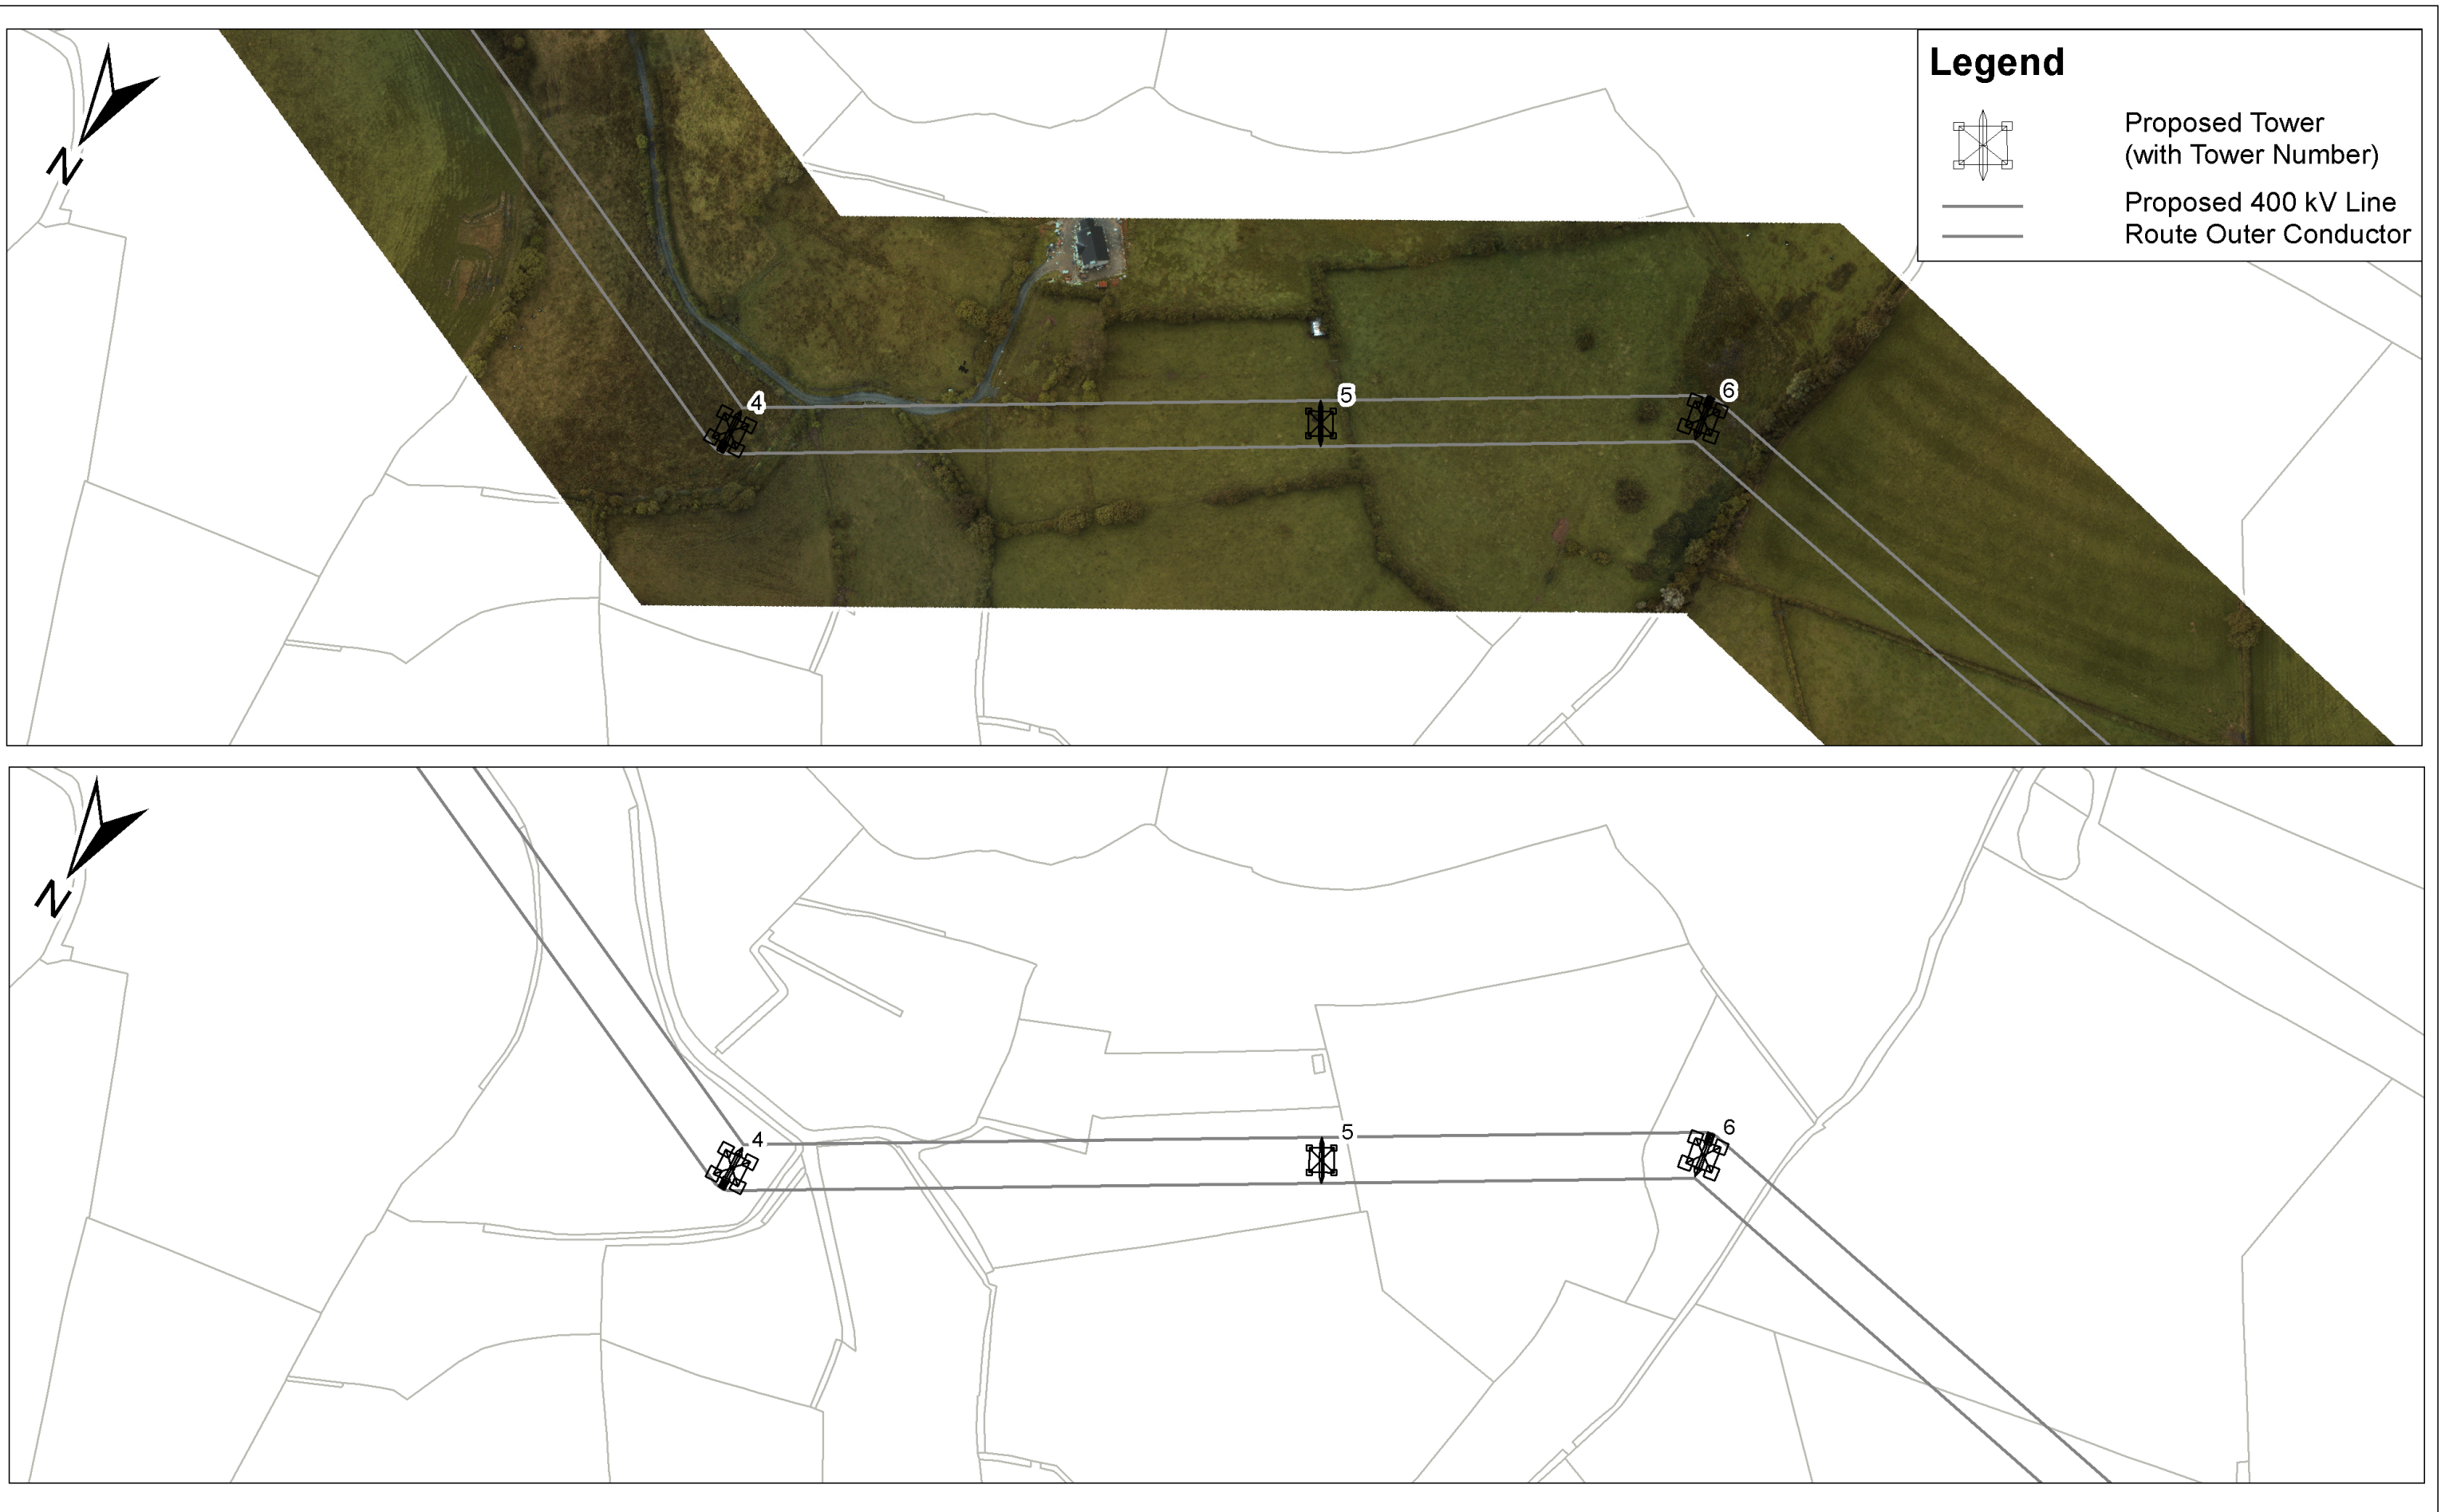 Legend
Proposed Tower
(with Tower Number)
Proposed 400 kV Line
Route Outer Conductor
N
4
5
6
N
4
5
6